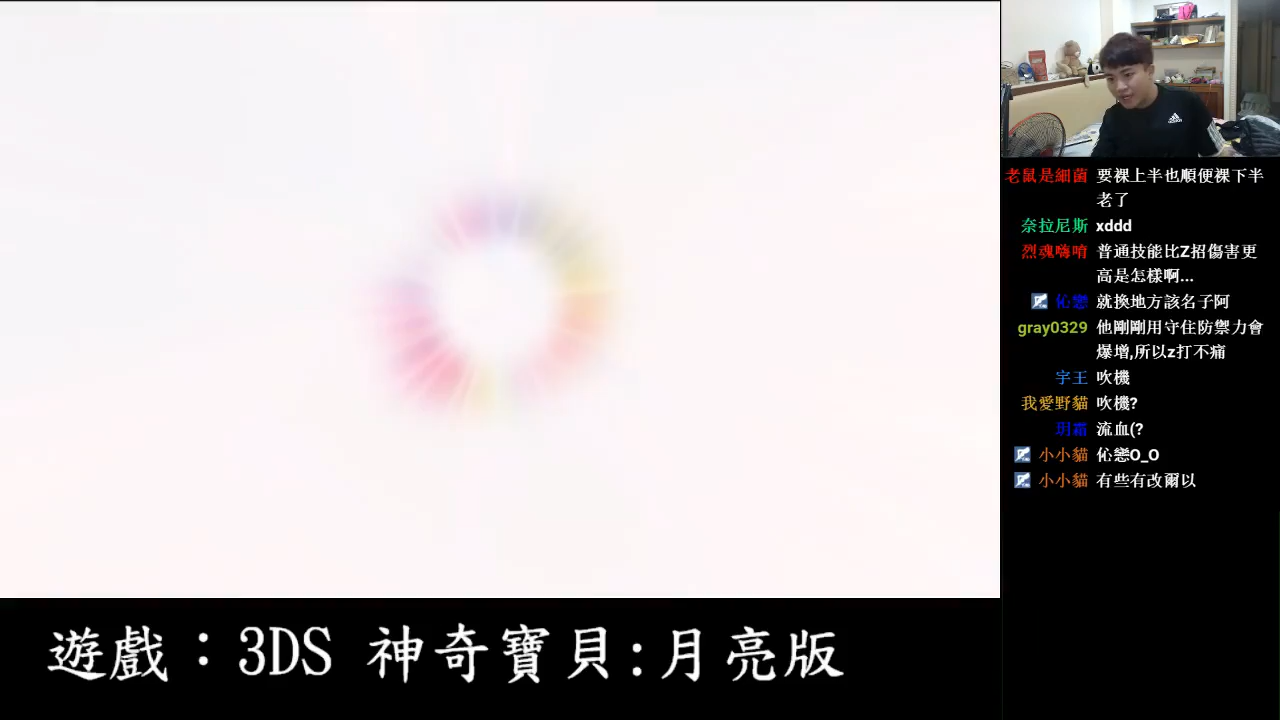 老鼠是細菌 要裸上半也順便裸下半
老了
奈拉尼斯 xddd
烈魂嗨唷 普通技能比Z招傷害更
高是怎樣啊...
伈戀 就換地方該名子阿
gray0329 他剛剛用守住防禦力會
爆增,所以z打不痛
宇王 吹機
我愛野貓 吹機?
玥霜 流血(?
小小貓 伈戀O_O
小小貓 有些有改爾以
遊戲：3DS 神奇寶貝:月亮版